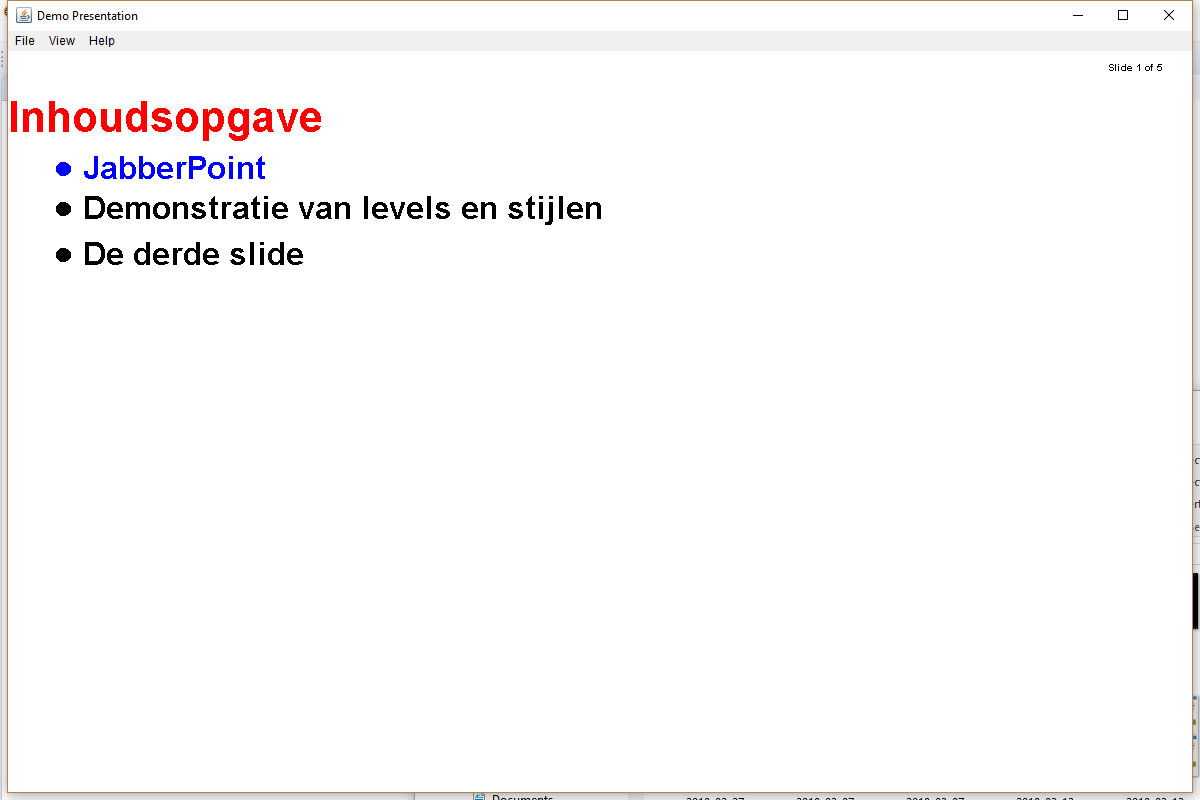 Demo Presentation
File View Help
Slide 1 of 5
Inhoudsopgave
JabberPoint
Demonstratie van levels en stijlen
De derde slide